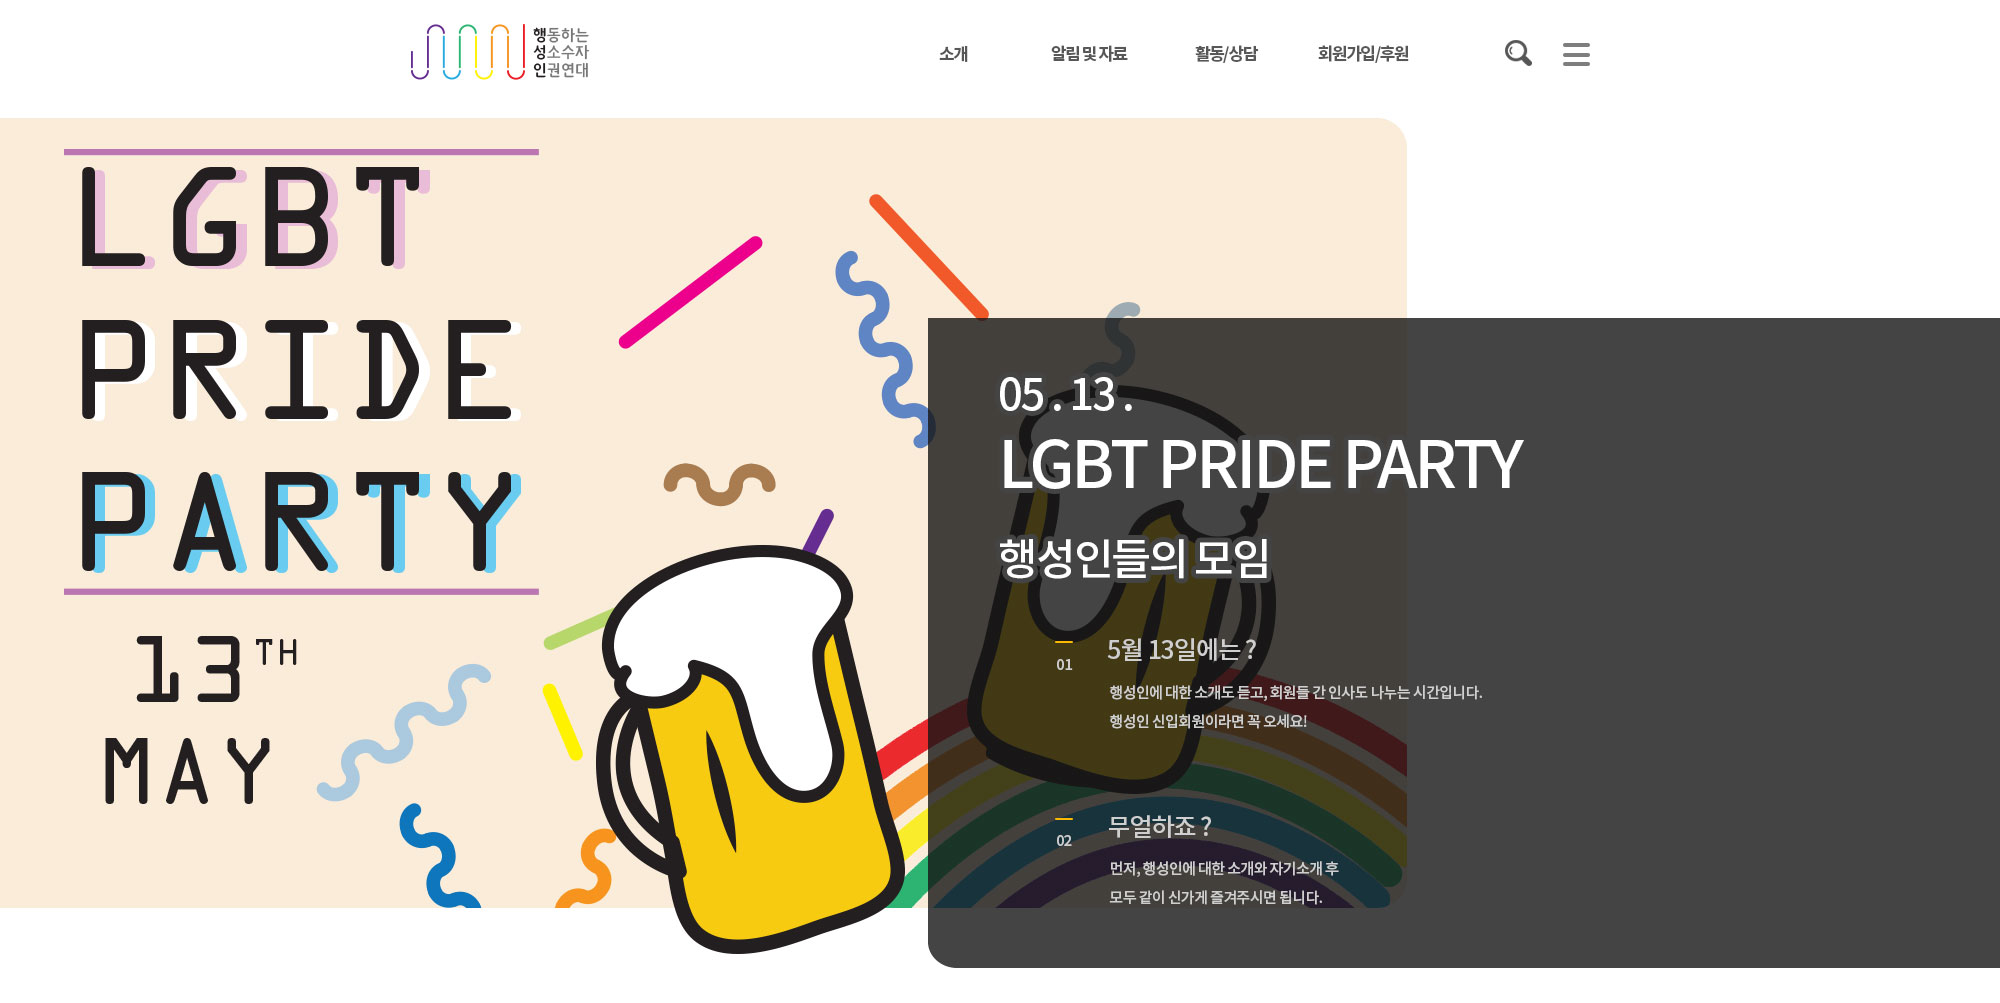 행동하는
성소수자
인권연대
소개
알림 및 자료
활동/상담
회원가입/후원
LGBT
PRIDE
PARTY
13TH
MAY
05 . 13 .
LGBT PRIDE PARTY
행성인들의 모임
01
5월 13일에는 ?
행성인에 대한 소개도 듣고, 회원들 간 인사도 나누는 시간입니다.
행성인 신입회원이라면 꼭 오세요!
02
무얼하죠 ?
먼저, 행성인에 대한 소개와 자기소개 후
모두 같이 신가게 즐겨주시면 됩니다.